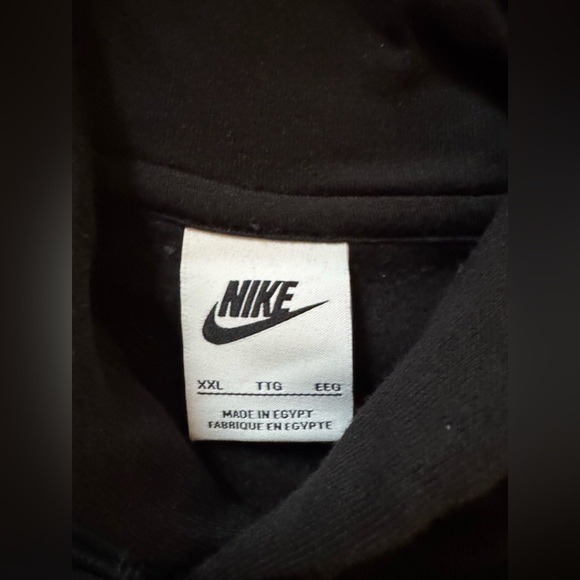 NIKE
XXL TTG EEG
MADE IN EGYPT
FABRIQUE EN EGYPTE